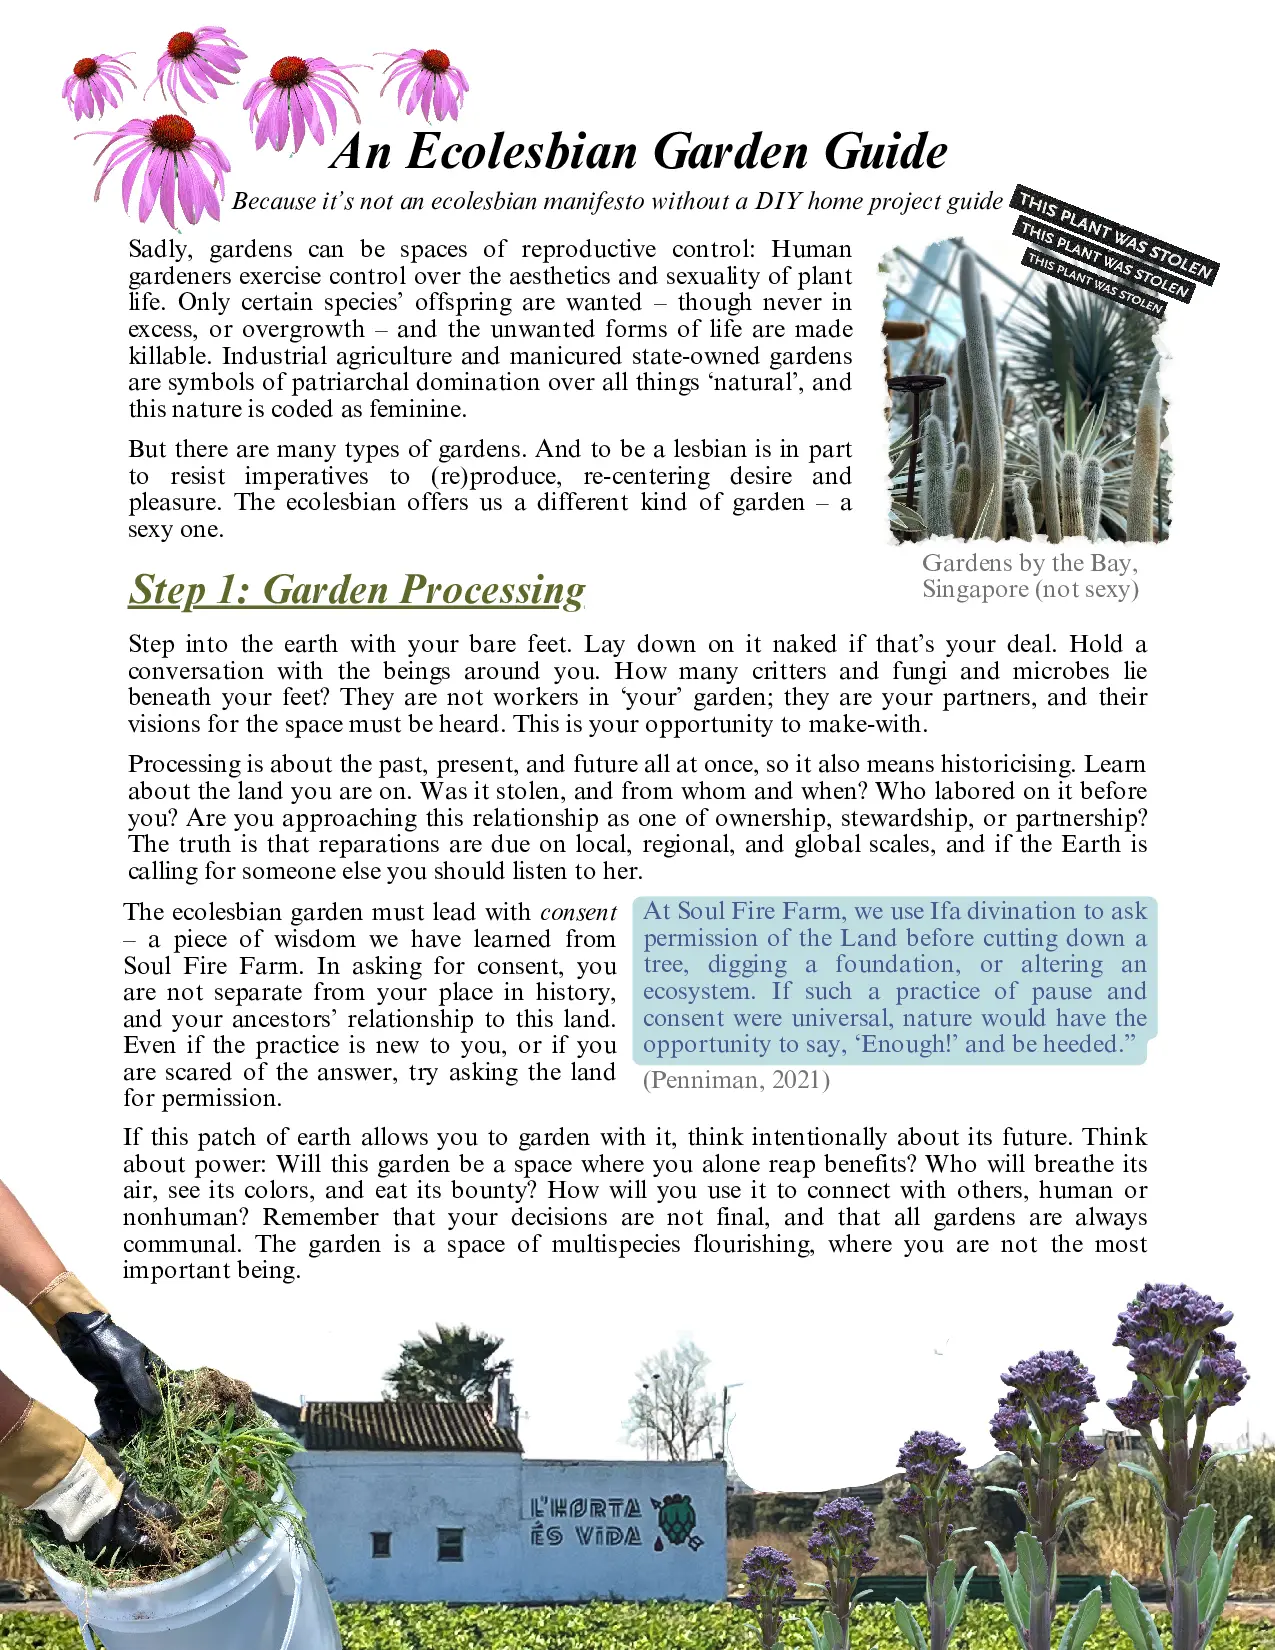 An Ecolesbian Garden Guide
Because it's not an ecolesbian manifesto without a DIY home project guide
THIS PLANT WAS STOLEN
THIS PLANT WAS STOLEN
THIS PLANT WAS STOLEN
Sadly, gardens can be spaces of reproductive control: Human
gardeners exercise control over the aesthetics and sexuality of plant
life. Only certain species' offspring are wanted – though never in
excess, or overgrowth – and the unwanted forms of life are made
killable. Industrial agriculture and manicured state-owned gardens
are symbols of patriarchal domination over all things 'natural', and
this nature is coded as feminine.
But there are many types of gardens. And to be a lesbian is in part
to resist imperatives to (re)produce, re-centering desire and
pleasure. The ecolesbian offers us a different kind of garden – a
sexy one.
Gardens by the Bay,
Singapore (not sexy)
Step 1: Garden Processing
Step into the earth with your bare feet. Lay down on it naked if that's your deal. Hold a
conversation with the beings around you. How many critters and fungi and microbes lie
beneath your feet? They are not workers in 'your' garden; they are your partners, and their
visions for the space must be heard. This is your opportunity to make-with.
Processing is about the past, present, and future all at once, so it also means historicising. Learn
about the land you are on. Was it stolen, and from whom and when? Who labored on it before
you? Are you approaching this relationship as one of ownership, stewardship, or partnership?
The truth is that reparations are due on local, regional, and global scales, and if the Earth is
calling for someone else you should listen to her.
The ecolesbian garden must lead with consent
– a piece of wisdom we have learned from
Soul Fire Farm. In asking for consent, you
are not separate from your place in history,
and your ancestors' relationship to this land.
Even if the practice is new to you, or if you
are scared of the answer, try asking the land
for permission.
At Soul Fire Farm, we use Ifa divination to ask
permission of the Land before cutting down a
tree, digging a foundation, or altering an
ecosystem. If such a practice of pause and
consent were universal, nature would have the
opportunity to say, 'Enough!' and be heeded."
(Penniman, 2021)
If this patch of earth allows you to garden with it, think intentionally about its future. Think
about power: Will this garden be a space where you alone reap benefits? Who will breathe its
air, see its colors, and eat its bounty? How will you use it to connect with others, human or
nonhuman? Remember that your decisions are not final, and that all gardens are always
communal. The garden is a space of multispecies flourishing, where you are not the most
important being.
L'HORTA
ÉS VIDA